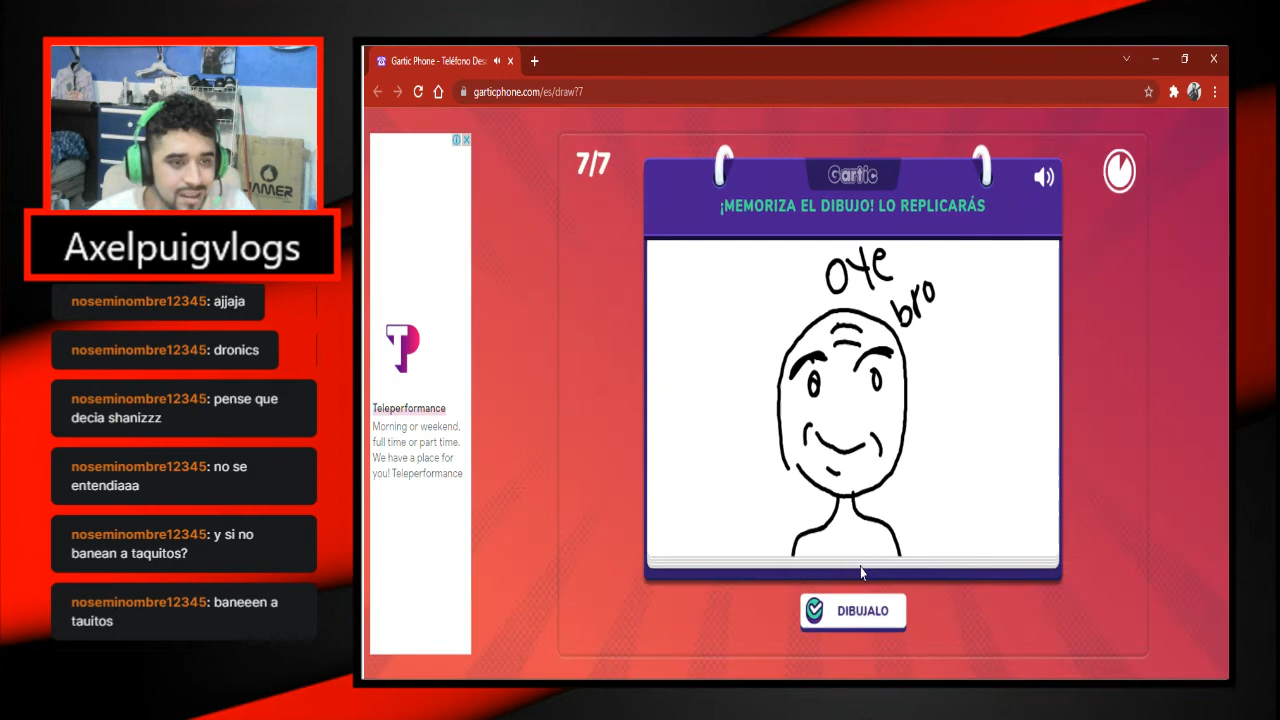 Axelpuigvlogs
noseminombre12345: ajjaja
noseminombre12345: dronics
noseminombre12345: pense que
decia shanizzz
noseminombre12345: no se
entendiaaa
noseminombre12345: y si no
banean a taquitos?
noseminombre12345: baneeen a
tauitos
Gartic Phone - Teléfono Des
garticphone.com/es/draw?7
Teleperformance
Morning or weekend,
full time or part time.
We have a place for
you! Teleperformance
7/7
Gartic
¡MEMORIZA EL DIBUJO! LO REPLICARÁS
oye
bro
DIBUJALO